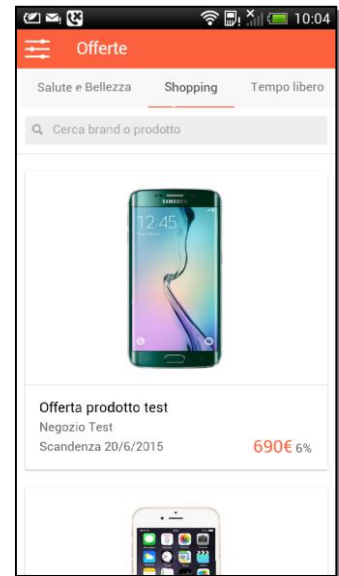 10:04
Offerte
Salute e Bellezza Shopping Tempo libero
Cerca brand o prodotto
SAMSUNG
12:45
Offerta prodotto test
Negozio Test
Scandenza 20/6/2015 690€ 6%